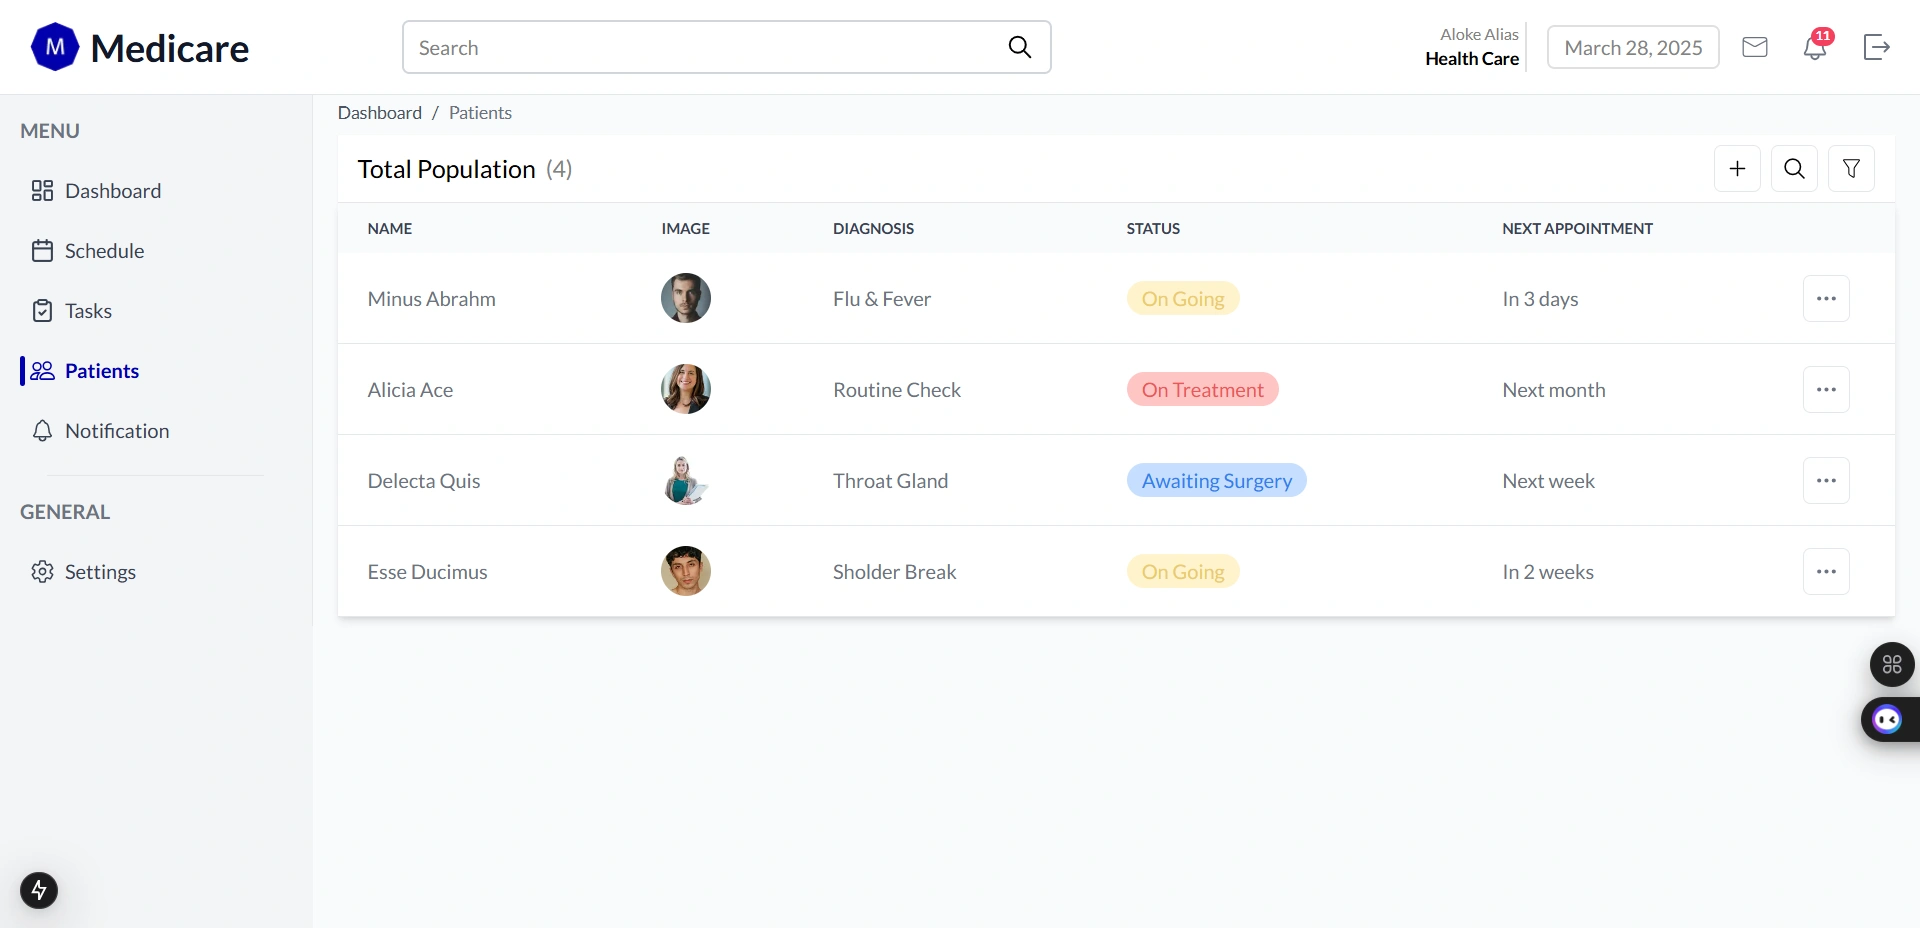 M Medicare
Search
Aloke Alias
Health Care
March 28, 2025
11
MENU
Dashboard
Schedule
Tasks
Patients
Notification
GENERAL
Settings
Dashboard / Patients
Total Population (4)
NAME IMAGE DIAGNOSIS STATUS NEXT APPOINTMENT
Minus Abrahm Flu & Fever On Going In 3 days
Alicia Ace Routine Check On Treatment Next month
Delecta Quis Throat Gland Awaiting Surgery Next week
Esse Ducimus Sholder Break On Going In 2 weeks